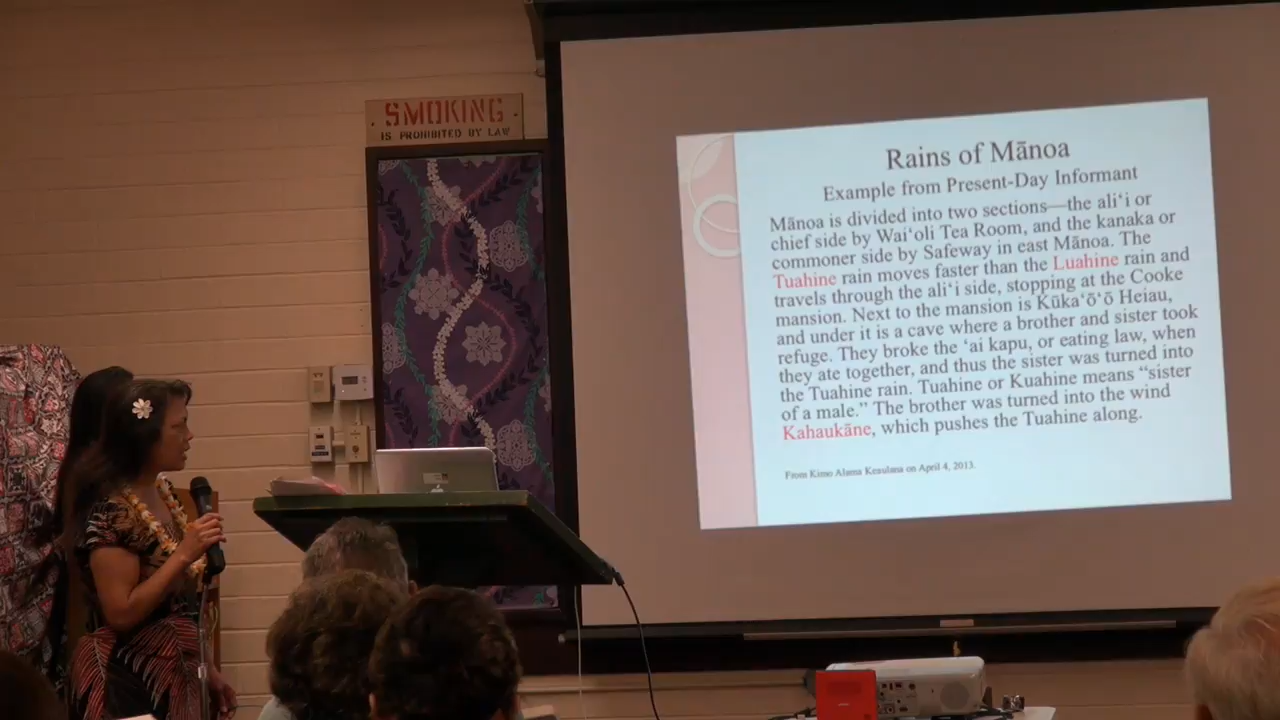 SMOKING
IS PROHIBITED BY LAW
Rains of Mānoa
Example from Present-Day Informant
Mānoa is divided into two sections—the aliʻi or
chief side by Waiʻoli Tea Room, and the kanaka or
commoner side by Safeway in east Mānoa. The
Tuahine rain moves faster than the Luahine rain and
travels through the aliʻi side, stopping at the Cooke
mansion. Next to the mansion is Kūkaʻōʻō Heiau,
and under it is a cave where a brother and sister took
refuge. They broke the ʻai kapu, or eating law, when
they ate together, and thus the sister was turned into
the Tuahine rain. Tuahine or Kuahine means “sister
of a male.” The brother was turned into the wind
Kahaukāne, which pushes the Tuahine along.
From Kimo Alama Keaulana on April 4, 2013.